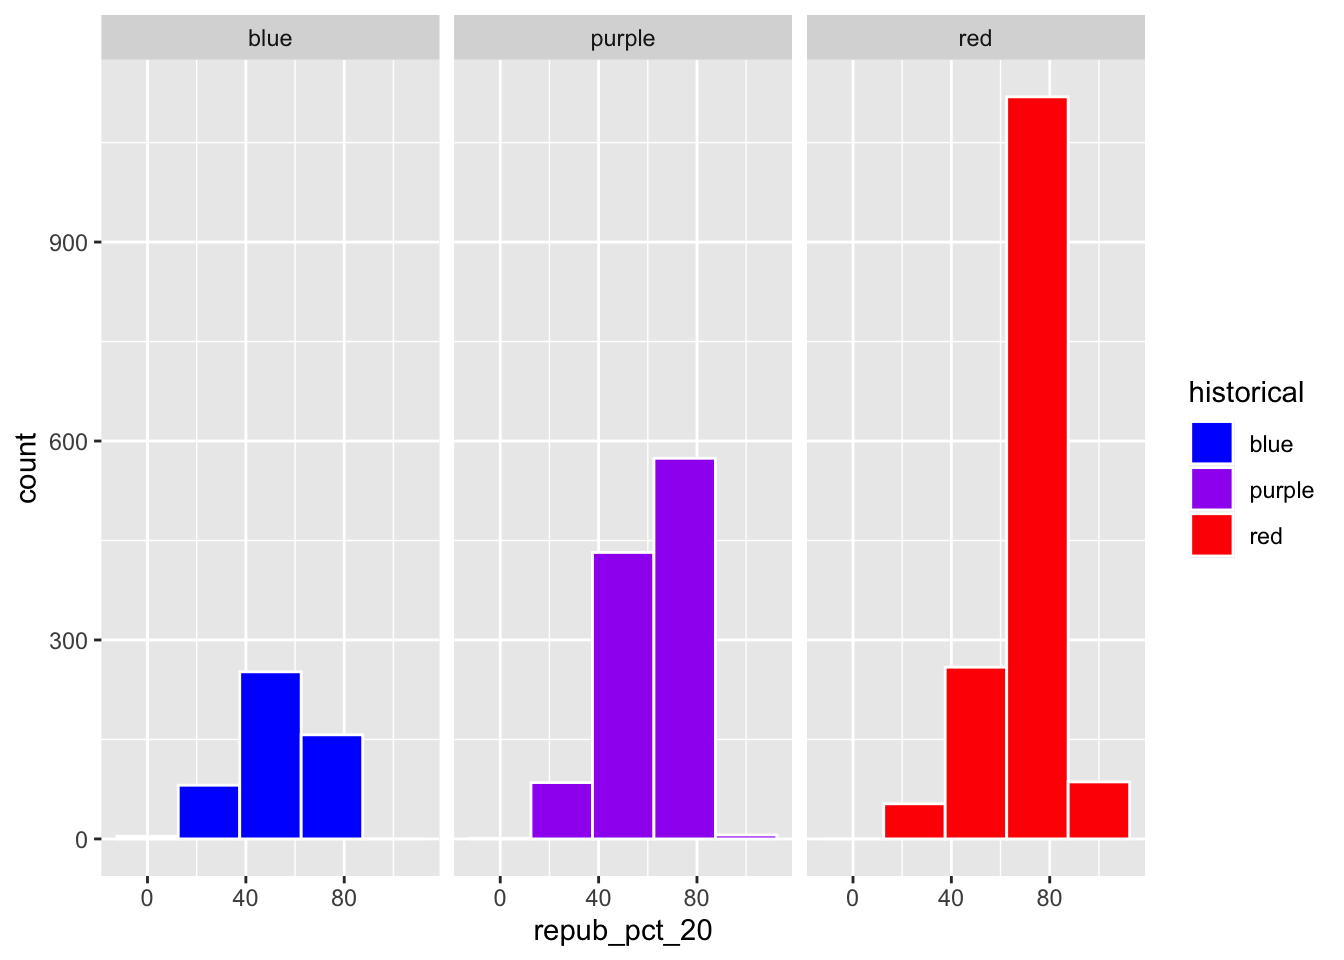 blue purple red
900
600
300
0
count
0 40 80 0 40 80 0 40 80
repub_pct_20
historical
blue
purple
red